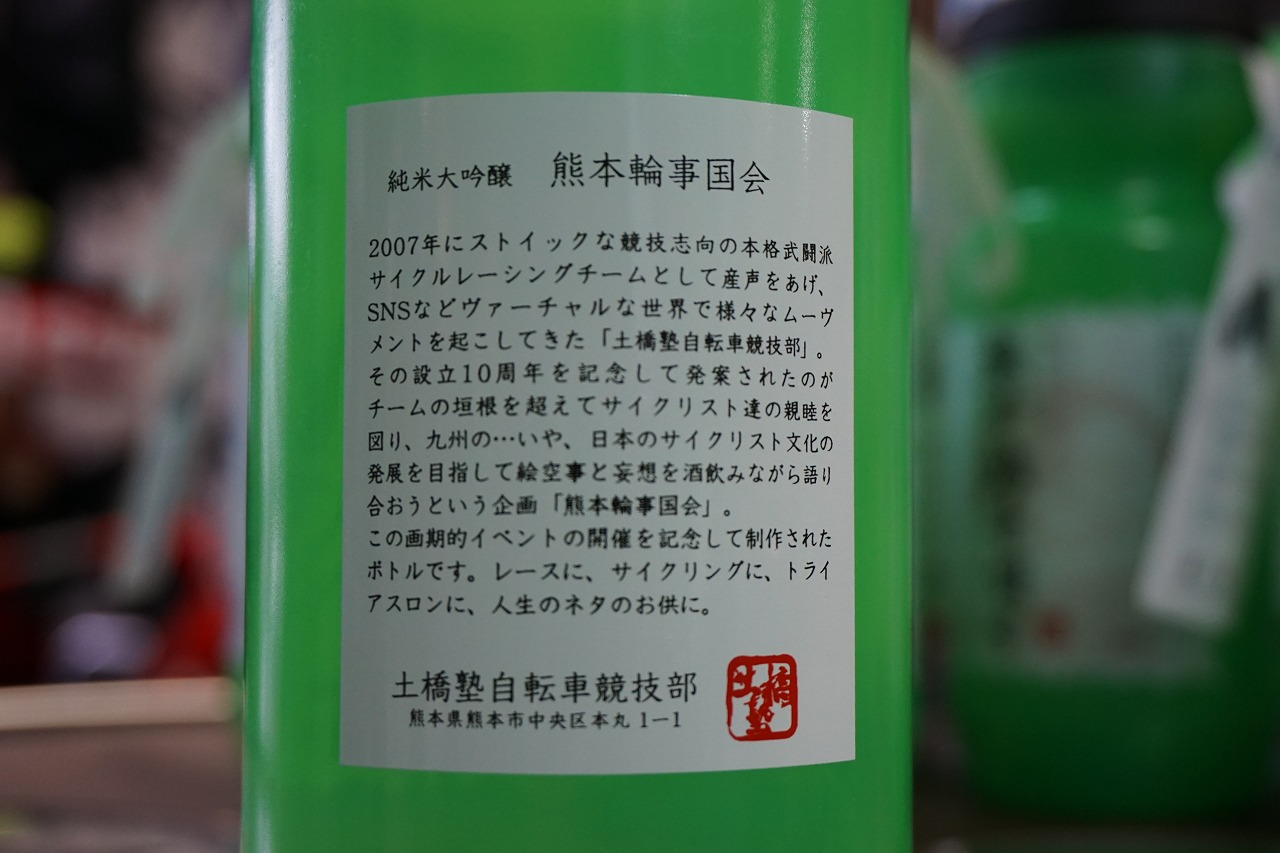 純米大吟醸 熊本輪事国会
2007年にストイックな競技志向の本格武闘派
サイクルレーシングチームとして産声をあげ、
SNSなどヴァーチャルな世界で様々なムーヴ
メントを起こしてきた「土橋塾自転車競技部」。
その設立10周年を記念して発案されたのが
チームの垣根を超えてサイクリスト達の親睦を
図り、九州の…いや、日本のサイクリスト文化の
発展を目指して絵空事と妄想を酒飲みながら語り
合おうという企画「熊本輪事国会」。
この画期的イベントの開催を記念して制作された
ボトルです。レースに、サイクリングに、トライ
アスロンに、人生のネタのお供に。
土橋塾自転車競技部
熊本県熊本市中央区本丸1−1
土橋塾